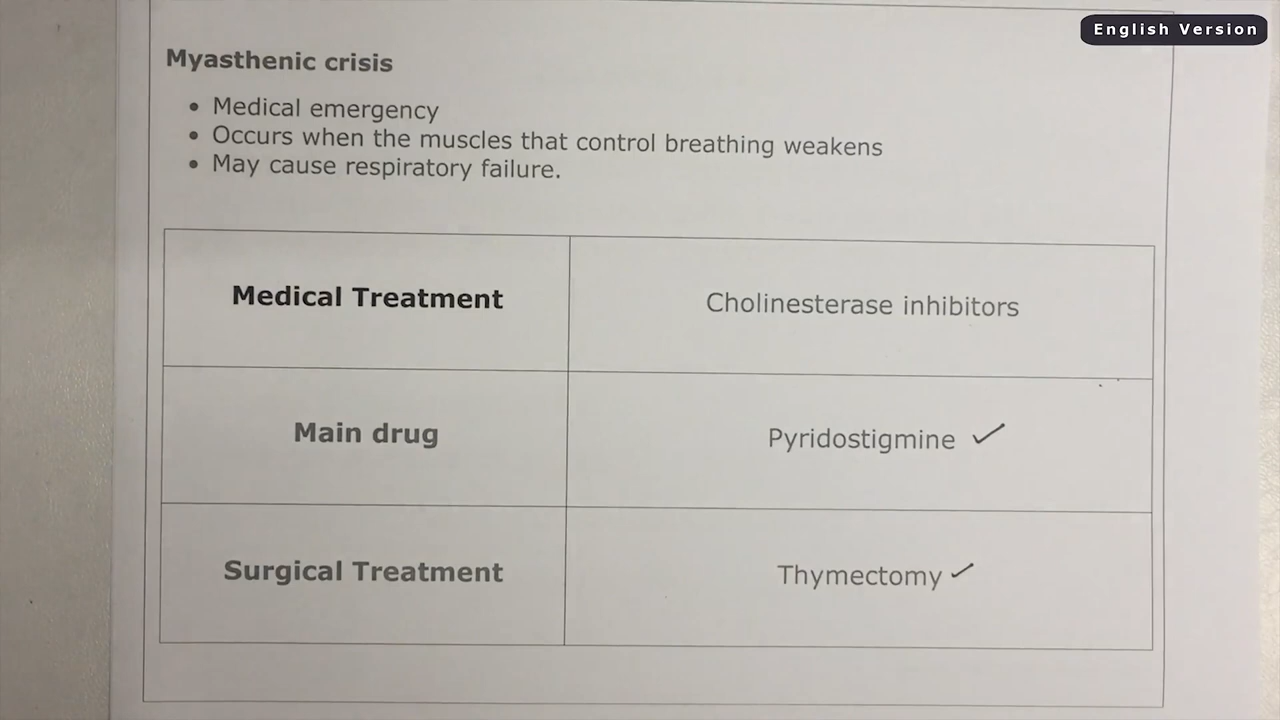 English Version
Myasthenic crisis
• Medical emergency
• Occurs when the muscles that control breathing weakens
• May cause respiratory failure.
Medical Treatment
Cholinesterase inhibitors
Main drug
Pyridostigmine ✓
Surgical Treatment
Thymectomy ✓